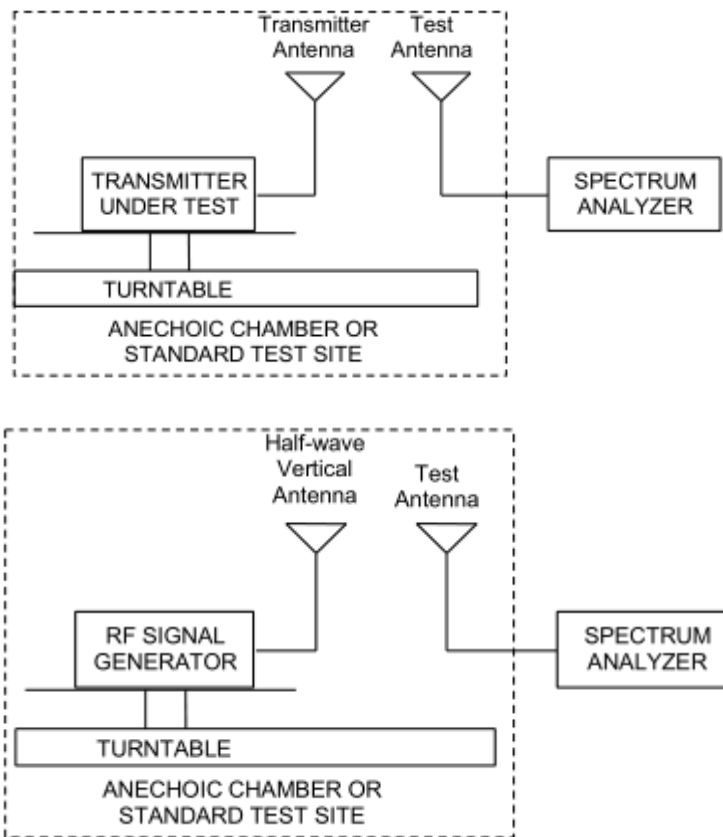 Transmitter
Antenna
Test
Antenna
TRANSMITTER
UNDER TEST
SPECTRUM
ANALYZER
TURNTABLE
ANECHOIC CHAMBER OR
STANDARD TEST SITE
Half-wave
Vertical
Antenna
Test
Antenna
RF SIGNAL
GENERATOR
SPECTRUM
ANALYZER
TURNTABLE
ANECHOIC CHAMBER OR
STANDARD TEST SITE